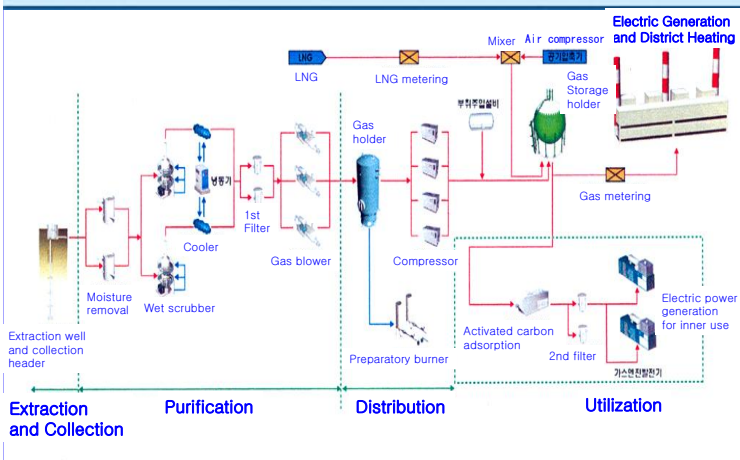 Electric Generation
and District Heating
Mixer
Air compressor
LNG
공기압축기
LNG
LNG metering
Gas
Storage
holder
부취주입설비
Gas
holder
냉동기
1st
Filter
Gas metering
Cooler
Gas blower
Compressor
Moisture
removal
Wet scrubber
Electric power
generation
for inner use
Extraction well
and collection
header
Activated carbon
adsorption
2nd filter
Preparatory burner
가스엔진발전기
Extraction
and Collection
Purification
Distribution
Utilization